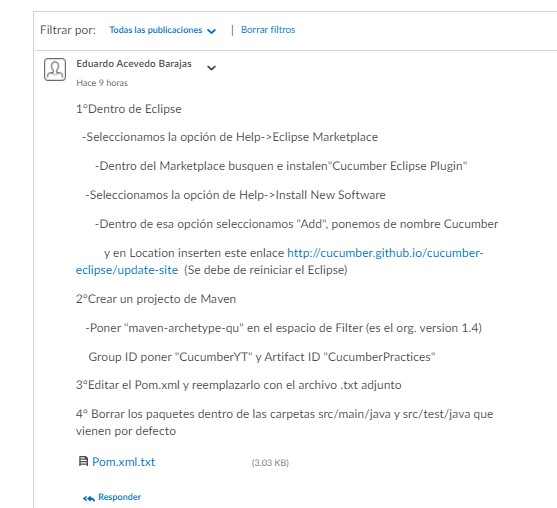 Filtrar por: Todas las publicaciones | Borrar filtros
Eduardo Acevedo Barajas
Hace 9 horas
1°Dentro de Eclipse
-Seleccionamos la opción de Help->Eclipse Marketplace
-Dentro del Marketplace busquen e instalen"Cucumber Eclipse Plugin"
-Seleccionamos la opción de Help->Install New Software
-Dentro de esa opción seleccionamos "Add", ponemos de nombre Cucumber
y en Location inserten este enlace http://cucumber.github.io/cucumber-
eclipse/update-site (Se debe de reiniciar el Eclipse)
2°Crear un projecto de Maven
-Poner "maven-archetype-qu" en el espacio de Filter (es el org. version 1.4)
Group ID poner "CucumberYT" y Artifact ID "CucumberPractices"
3°Editar el Pom.xml y reemplazarlo con el archivo .txt adjunto
4° Borrar los paquetes dentro de las carpetas src/main/java y src/test/java que
vienen por defecto
Pom.xml.txt (3.03 KB)
Responder